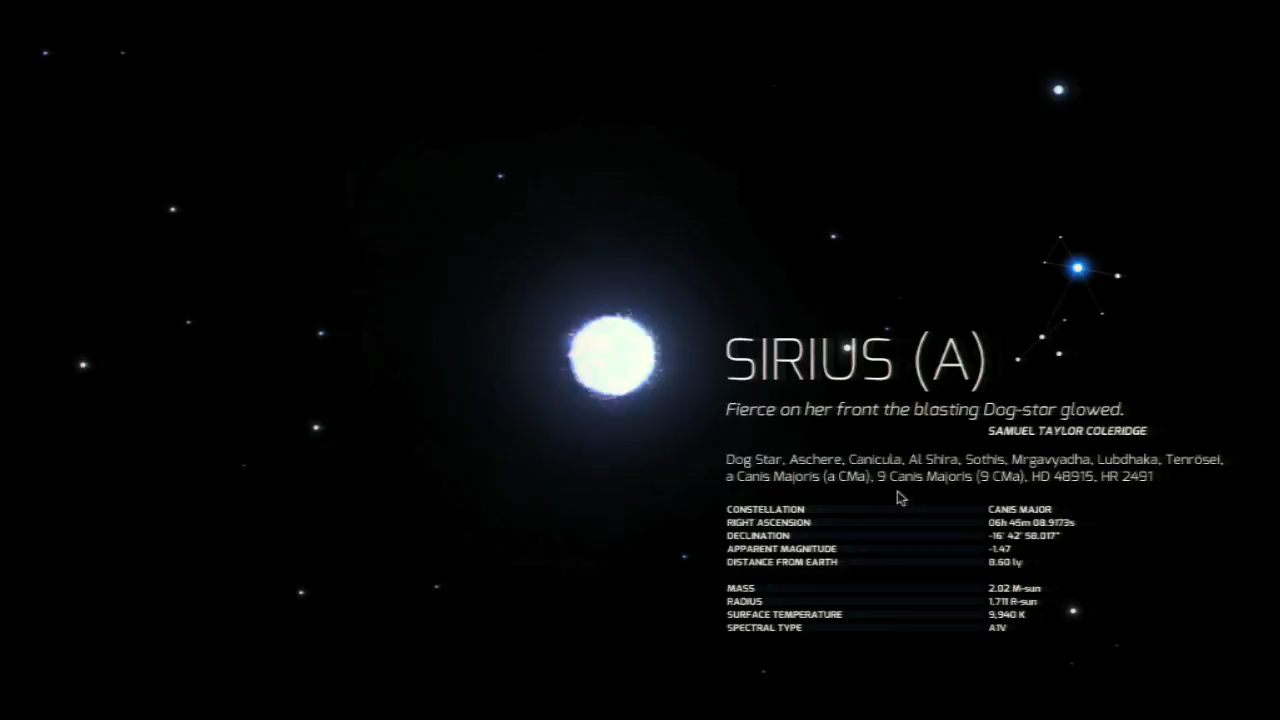 SIRIUS (A)
Fierce on her front the blasting Dog-star glowed.
SAMUEL TAYLOR COLERIDGE
Dog Star, Aschere, Canicula, Al Shira, Sothis, Mrgavyadha, Lubdhaka, Tenrōsei,
a Canis Majoris (a CMa), 9 Canis Majoris (9 CMa), HD 48915, HR 2491
CONSTELLATION CANIS MAJOR
RIGHT ASCENSION 06h 45m 08.9173s
DECLINATION -16° 42' 58.017"
APPARENT MAGNITUDE -1.47
DISTANCE FROM EARTH 8.60 ly
MASS 2.02 M-sun
RADIUS 1.711 R-sun
SURFACE TEMPERATURE 9,940 K
SPECTRAL TYPE A1V